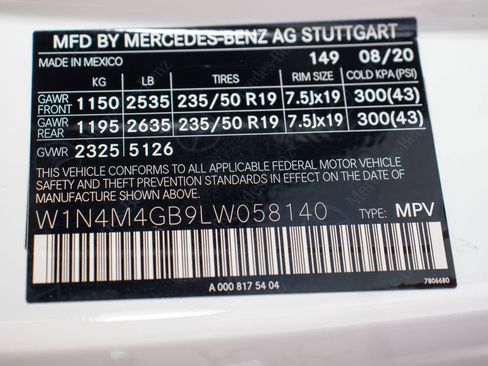 MFD BY MERCEDES-BENZ AG STUTTGART
MADE IN MEXICO 149 08/20
KG LB TIRES RIM SIZE COLD KPA(PSI)
GAWR FRONT 1150 2535 235/50 R19 7.5Jx19 300(43)
GAWR REAR 1195 2635 235/50 R19 7.5Jx19 300(43)
GVWR 2325 5126
THIS VEHICLE CONFORMS TO ALL APPLICABLE FEDERAL MOTOR VEHICLE
SAFETY AND THEFT PREVENTION STANDARDS IN EFFECT ON THE DATE OF
MANUFACTURE SHOWN ABOVE.
W1N4M4GB9LW058140 TYPE: MPV
A 000 817 54 04
7806680